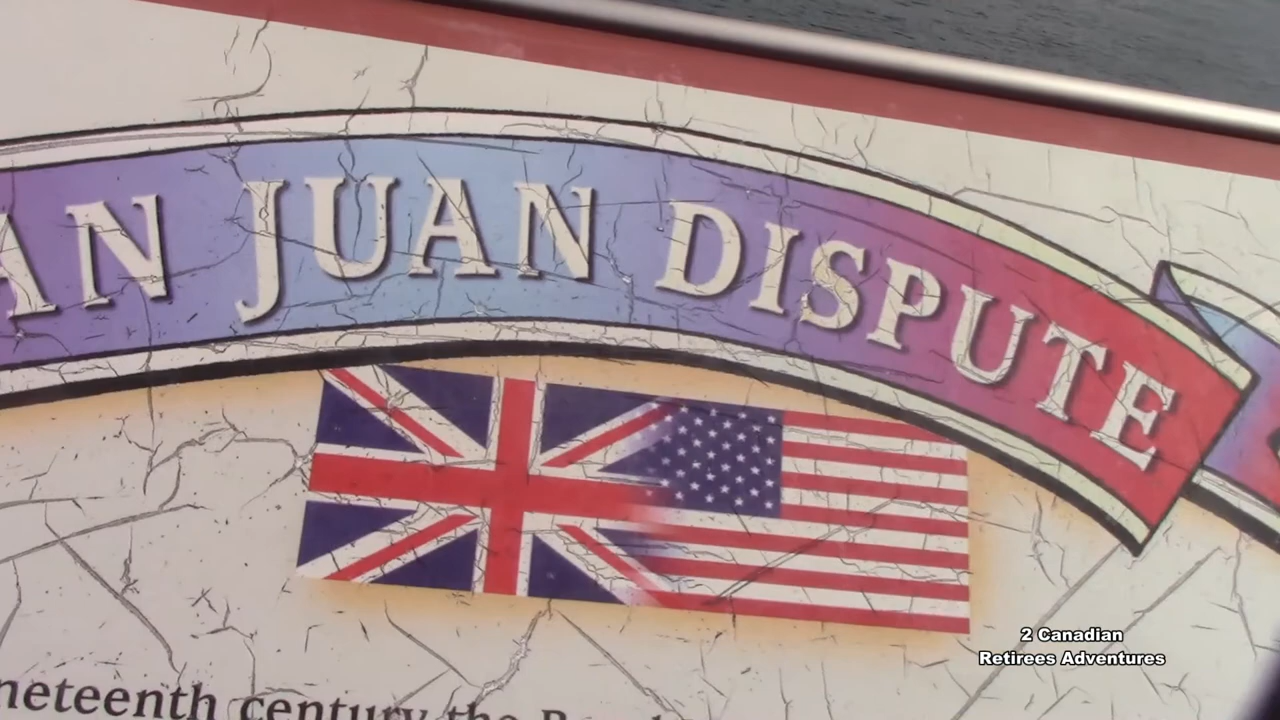 AN JUAN DISPUTE
neteenth century the
2 Canadian
Retirees Adventures